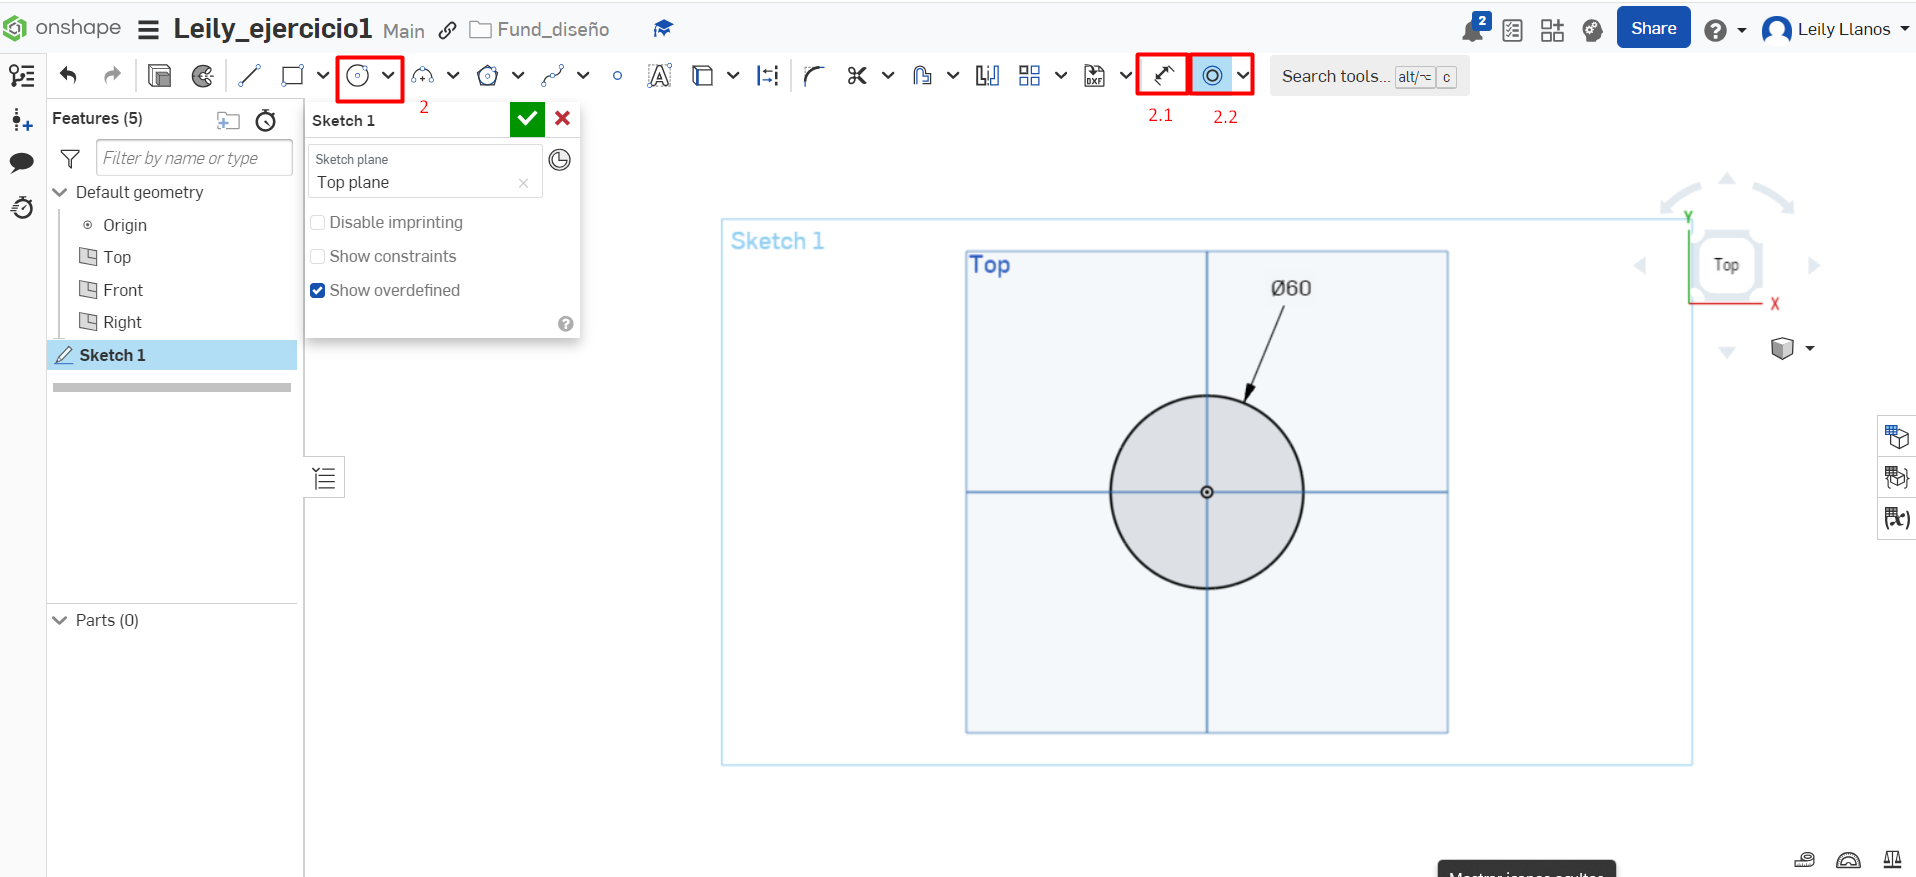 onshape
Leily_ejercicio1 Main Fund_diseño
2
Share
Leily Llanos
DXF
Search tools... alt/⌥ c
2
2.1
2.2
Features (5)
Filter by name or type
Default geometry
Origin
Top
Front
Right
Sketch 1
Parts (0)
Sketch 1
Sketch plane
Top plane
Disable imprinting
Show constraints
Show overdefined
Sketch 1
Top
Ø60
Y
Top
X
(x)